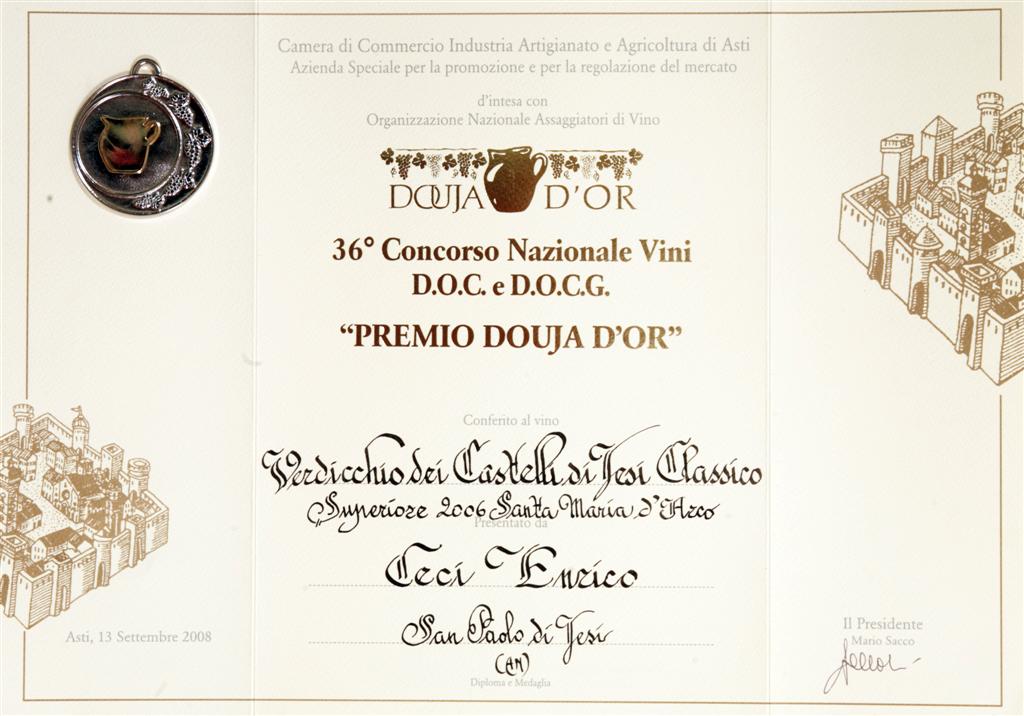 Camera di Commercio Industria Artigianato e Agricoltura di Asti
Azienda Speciale per la promozione e per la regolazione del mercato
d'intesa con
Organizzazione Nazionale Assaggiatori di Vino
DOUJA D'OR
36° Concorso Nazionale Vini
D.O.C. e D.O.C.G.
“PREMIO DOUJA D'OR”
Conferito al vino
Verdicchio dei Castelli di Jesi Classico
Superiore 2006 Santa Maria d'Arco
Presentato da
Ceci Enrico
San Paolo di Jesi
(AN)
Diploma e Medaglia
Asti, 13 Settembre 2008
Il Presidente
Mario Sacco